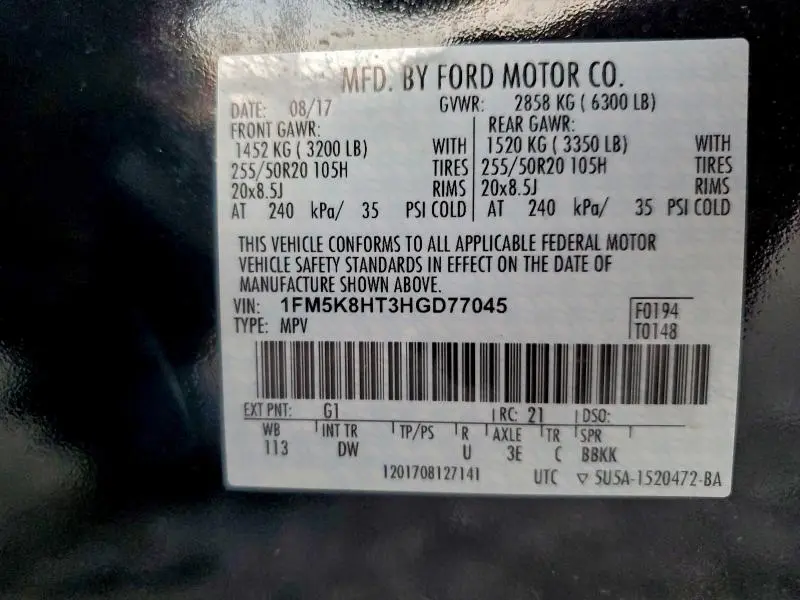 MFD. BY FORD MOTOR CO.
DATE: 08/17 GVWR: 2858 KG ( 6300 LB)
FRONT GAWR: REAR GAWR:
1452 KG ( 3200 LB) WITH 1520 KG ( 3350 LB) WITH
255/50R20 105H TIRES 255/50R20 105H TIRES
20x8.5J RIMS 20x8.5J RIMS
AT 240 kPa/ 35 PSI COLD AT 240 kPa/ 35 PSI COLD
THIS VEHICLE CONFORMS TO ALL APPLICABLE FEDERAL MOTOR
VEHICLE SAFETY STANDARDS IN EFFECT ON THE DATE OF
MANUFACTURE SHOWN ABOVE.
VIN: 1FM5K8HT3HGD77045 F0194
TYPE: MPV T0148
EXT PNT: G1 RC: 21 DSO:
WB INT TR TP/PS R AXLE TR SPR
113 DW U 3E C BBKK
1201708127141 UTC ▽ 5U5A-1520472-BA